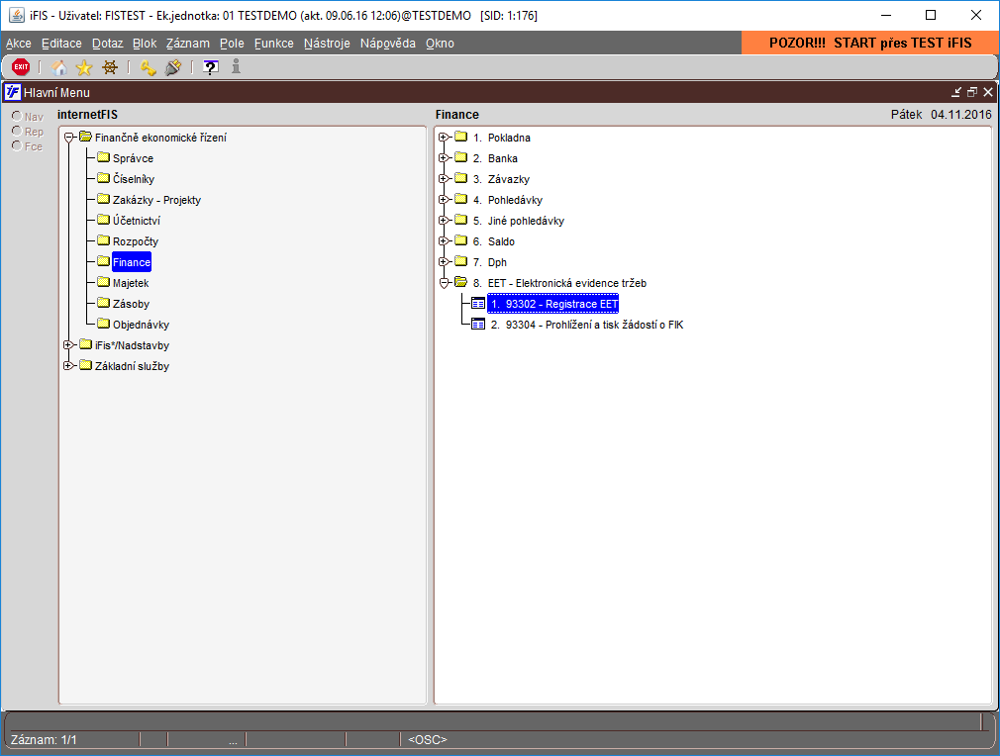 iFIS - Uživatel: FISTEST - Ek.jednotka: 01 TESTDEMO (akt. 09.06.16 12:06)@TESTDEMO [SID: 1:176]
Akce Editace Dotaz Blok Záznam Pole Funkce Nástroje Nápověda Okno
POZOR!!! START přes TEST iFIS
EXIT
Hlavní Menu
Nav
Rep
Fce
internetFIS
Finančně ekonomické řízení
Správce
Číselníky
Zakázky - Projekty
Účetnictví
Rozpočty
Finance
Majetek
Zásoby
Objednávky
iFis*/Nadstavby
Základní služby
Finance
Pátek 04.11.2016
1. Pokladna
2. Banka
3. Závazky
4. Pohledávky
5. Jiné pohledávky
6. Saldo
7. Dph
8. EET - Elektronická evidence tržeb
1. 93302 - Registrace EET
2. 93304 - Prohlížení a tisk žádostí o FIK
Záznam: 1/1
...
<OSC>